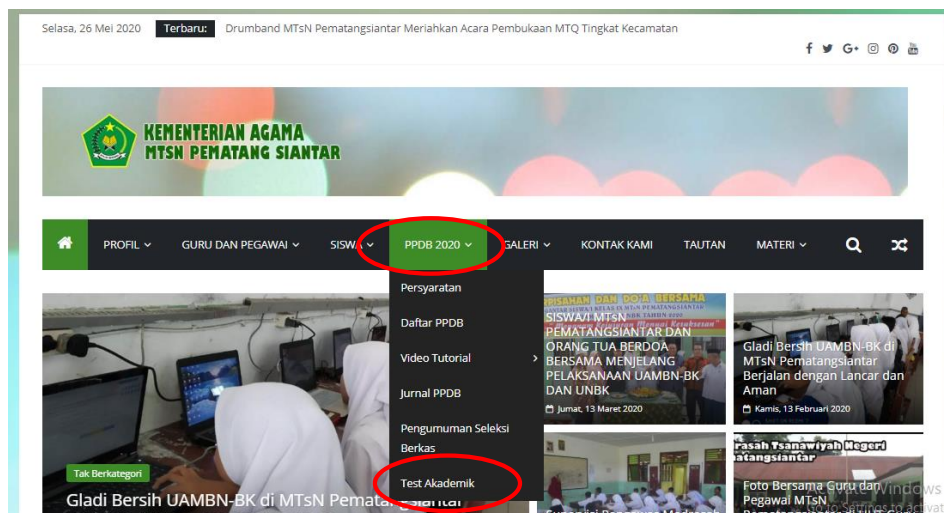 Selasa, 26 Mei 2020 Terbaru: Drumband MTsN Pematangsiantar Meriahkan Acara Pembukaan MTQ Tingkat Kecamatan
KEMENTERIAN AGAMA
MTSN PEMATANG SIANTAR
PROFIL GURU DAN PEGAWAI SISWA PPDB 2020 GALERI KONTAK KAMI TAUTAN MATERI
Persyaratan
Daftar PPDB
Video Tutorial
Jurnal PPDB
Pengumuman Seleksi
Berkas
Test Akademik
Tak Berkategori
Gladi Bersih UAMBN-BK di MTsN Pematangsiantar
SISWA/I MTsN
PEMATANGSIANTAR DAN
ORANG TUA BERDOA
BERSAMA MENJELANG
PELAKSANAAN UAMBN-BK
DAN UNBK
Jumat, 13 Maret 2020
Gladi Bersih UAMBN-BK di
MTsN Pematangsiantar
Berjalan dengan Lancar dan
Aman
Kamis, 13 Februari 2020
Foto Bersama Guru dan
Pegawai MTsN
Activate Windows